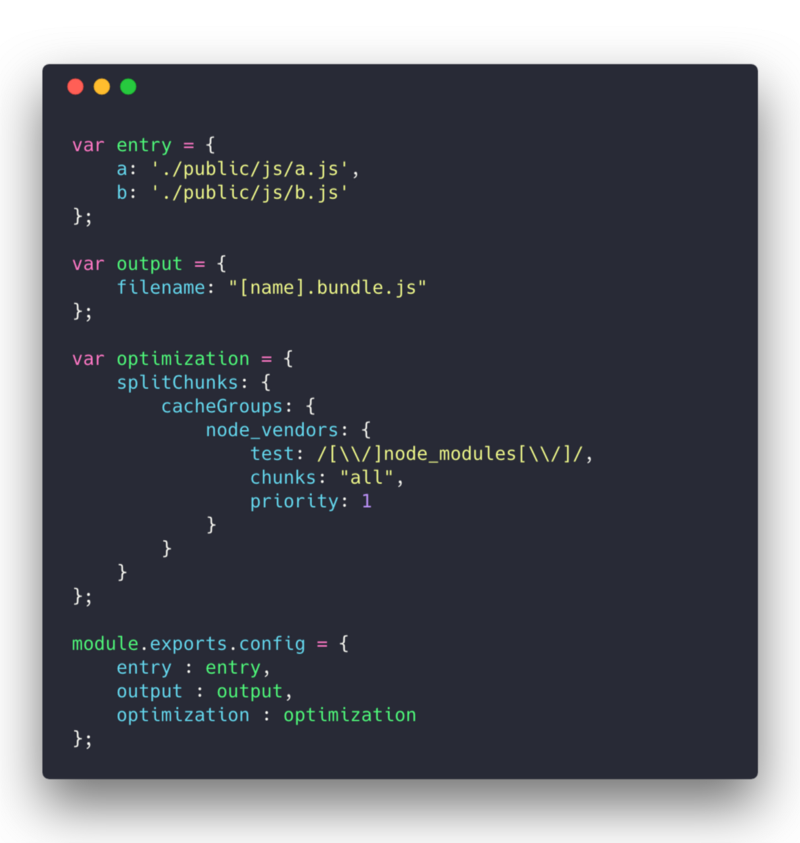 var entry = {
    a: './public/js/a.js',
    b: './public/js/b.js'
};

var output = {
    filename: "[name].bundle.js"
};

var optimization = {
    splitChunks: {
        cacheGroups: {
            node_vendors: {
                test: /[\\/]node_modules[\\/]/,
                chunks: "all",
                priority: 1
            }
        }
    }
};

module.exports.config = {
    entry : entry,
    output : output,
    optimization : optimization
};